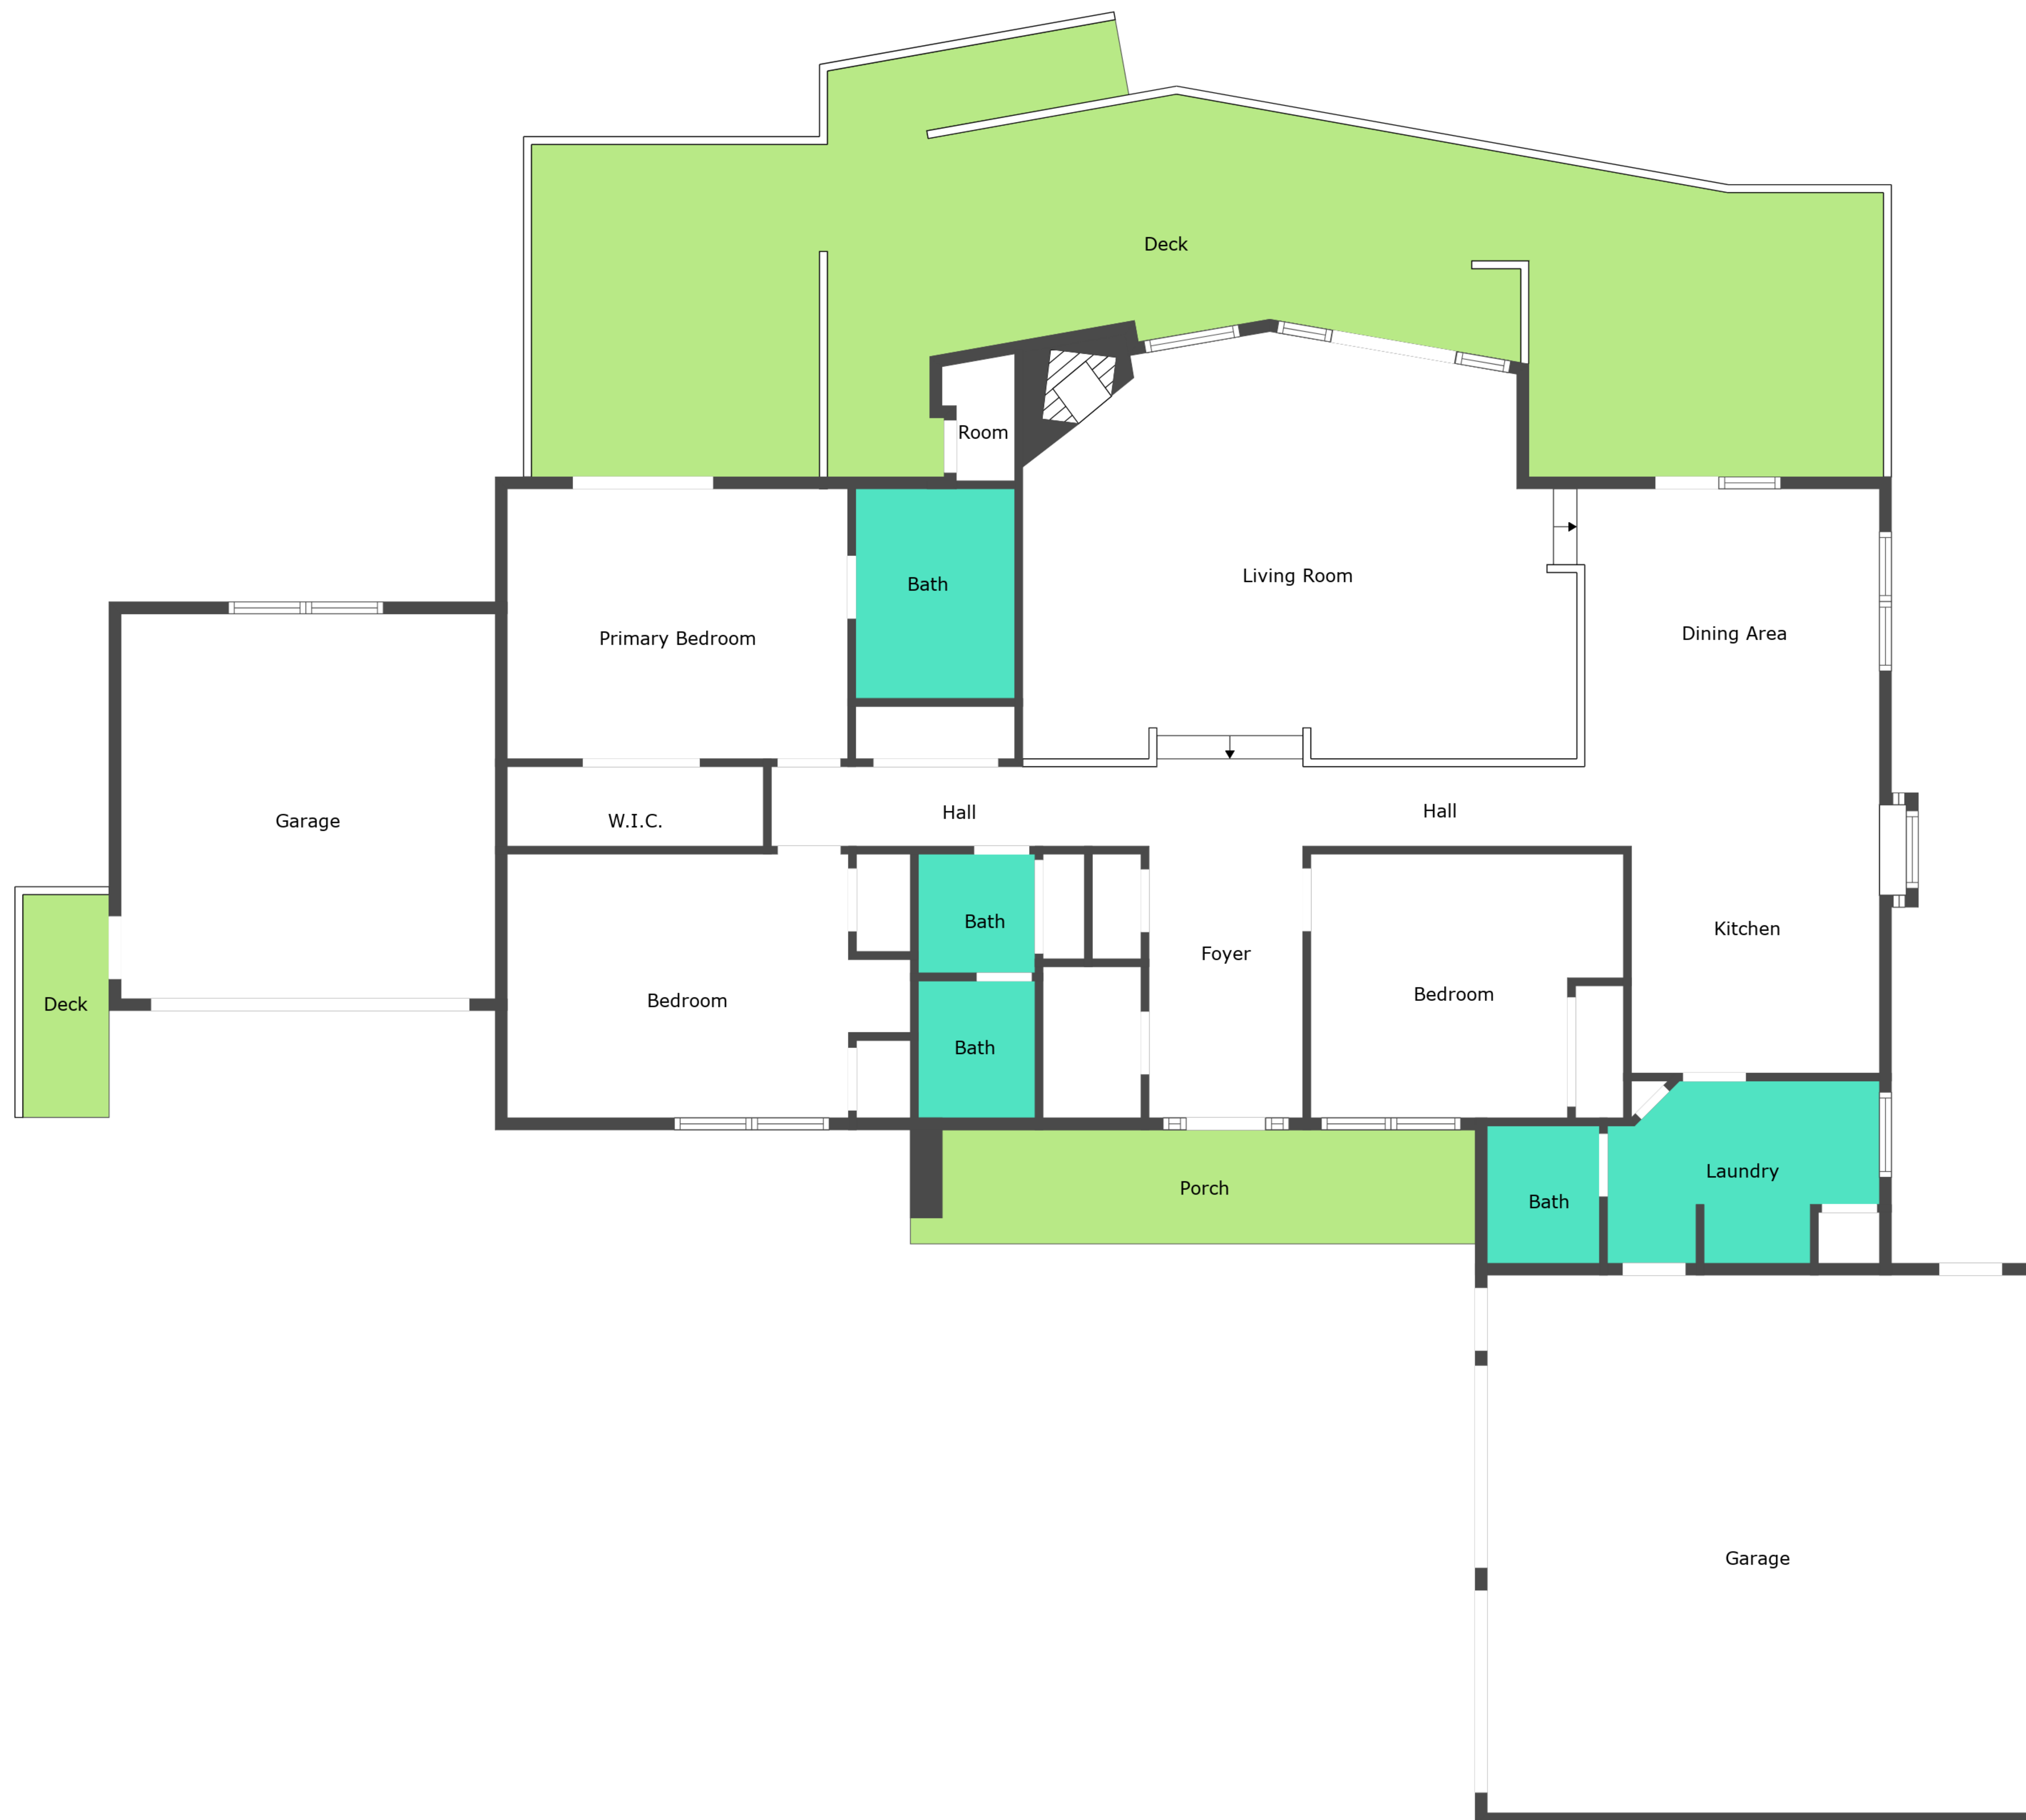 Deck
Room
Living Room
Bath
Dining Area
Primary Bedroom
Hall
Hall
W.I.C.
Garage
Bath
Kitchen
Foyer
Bedroom
Bedroom
Deck
Bath
Laundry
Porch
Bath
Garage